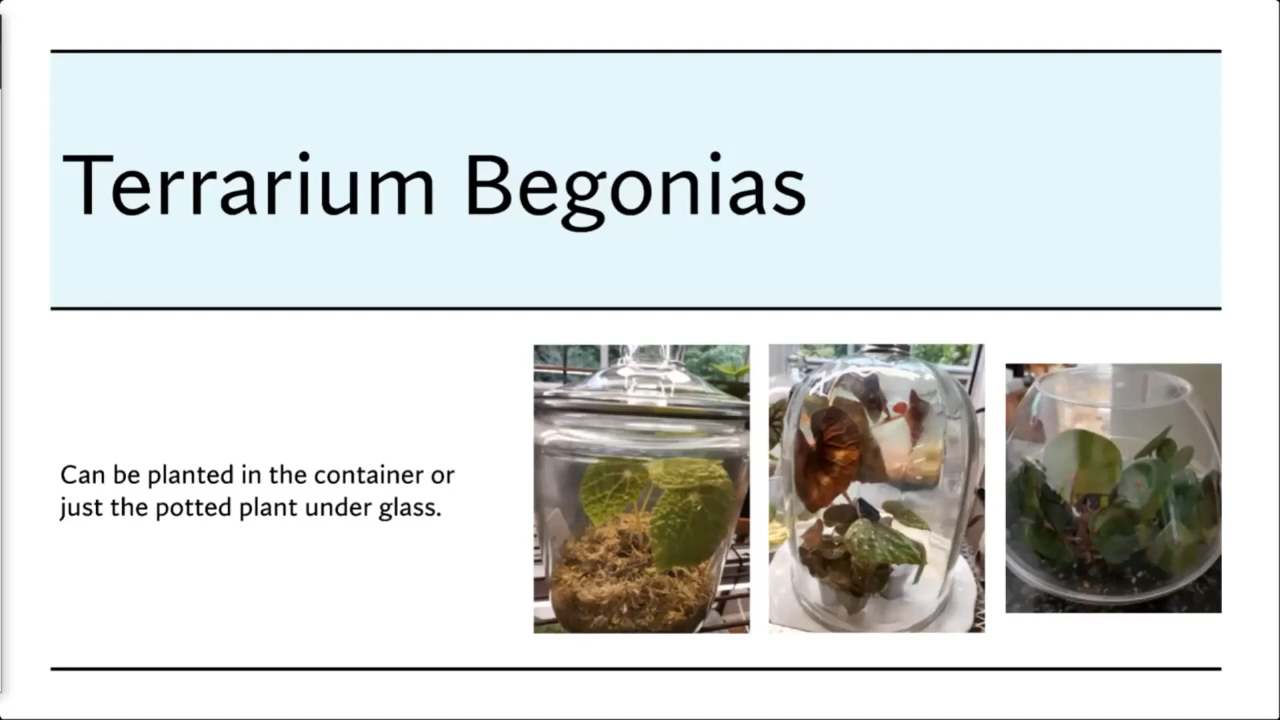 Terrarium Begonias
Can be planted in the container or
just the potted plant under glass.